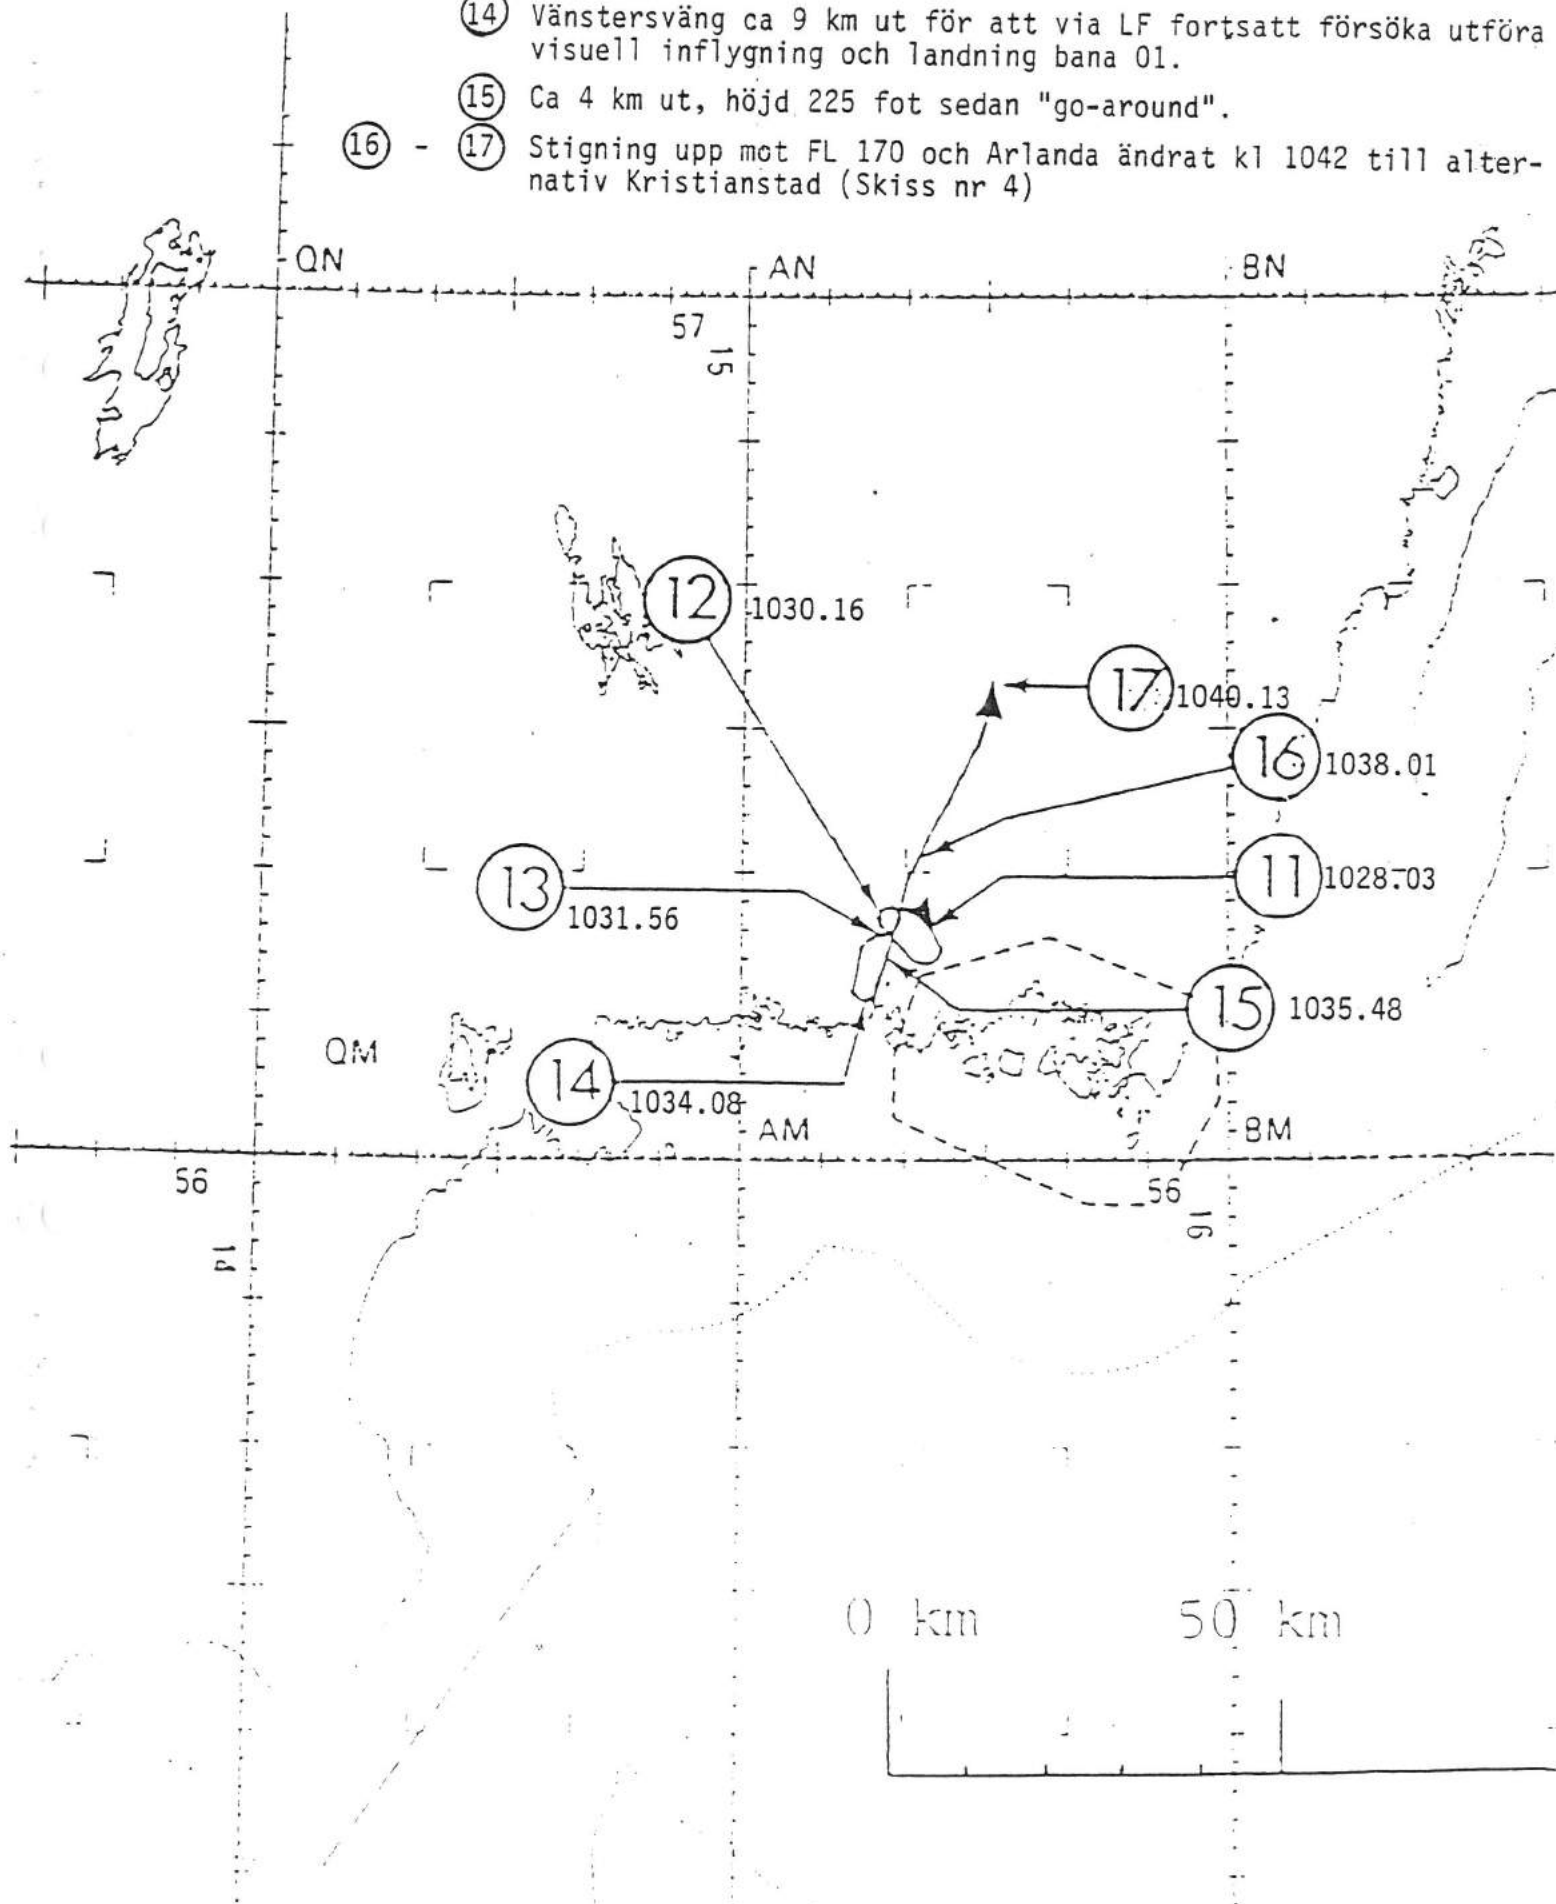 14 Vänstersväng ca 9 km ut för att via LF fortsatt försöka utföra
visuell inflygning och landning bana 01.
15 Ca 4 km ut, höjd 225 fot sedan "go-around".
16 - 17 Stigning upp mot FL 170 och Arlanda ändrat kl 1042 till alter-
nativ Kristianstad (Skiss nr 4)
QN
AN
BN
57
15
12 1030.16
17 1040.13
16 1038.01
13 1031.56
11 1028.03
15 1035.48
QM
14 1034.08
AM
BM
56
56
16
14
0 km
50 km